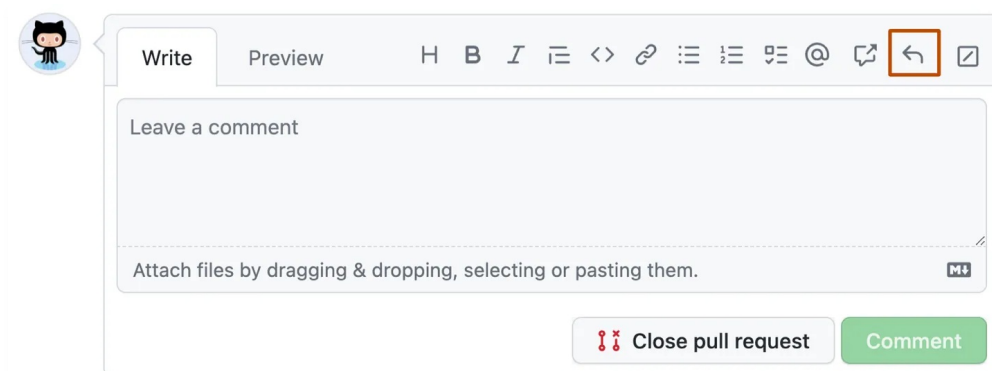 Write Preview H B I <> @
Leave a comment
Attach files by dragging & dropping, selecting or pasting them. M↓
Close pull request Comment